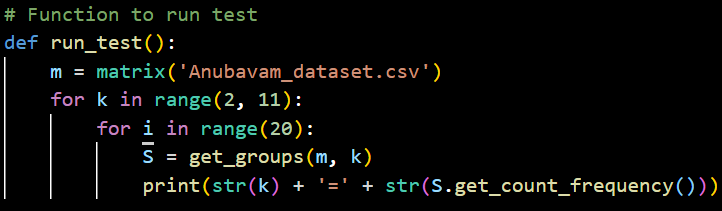 # Function to run test
def run_test():
    m = matrix('Anubavam_dataset.csv')
    for k in range(2, 11):
        for i in range(20):
            S = get_groups(m, k)
            print(str(k) + '=' + str(S.get_count_frequency()))